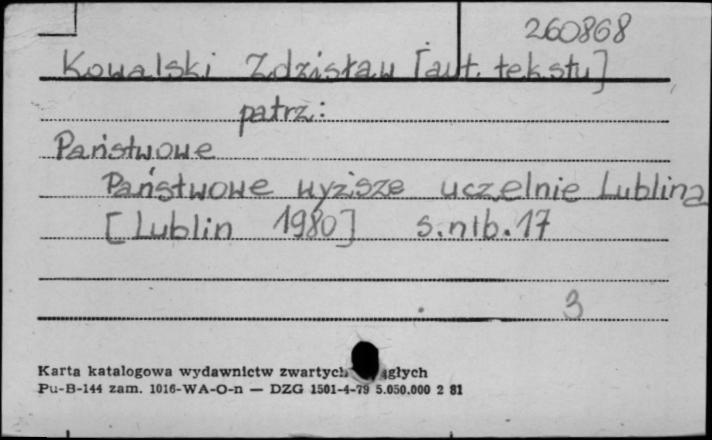 260868
Kowalski Zdzisław [aut. tekstu]
patrz:
Państwowe
Państwowe wyższe uczelnie Lublina
[Lublin 1980] s.nlb.17
3
Karta katalogowa wydawnictw zwartych
Pu-B-144 zam. 1016-WA-O-n — DZG 1501-4-79 5.050.000 2 81